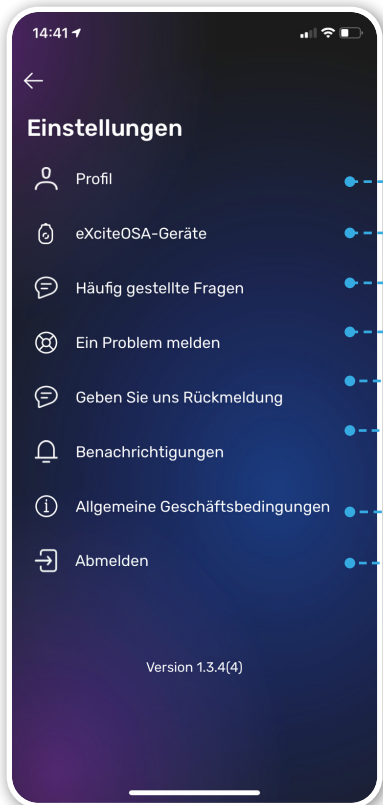 14:41
Einstellungen
Profil
eXciteOSA-Geräte
Häufig gestellte Fragen
Ein Problem melden
Geben Sie uns Rückmeldung
Benachrichtigungen
Allgemeine Geschäftsbedingungen
Abmelden
Version 1.3.4(4)